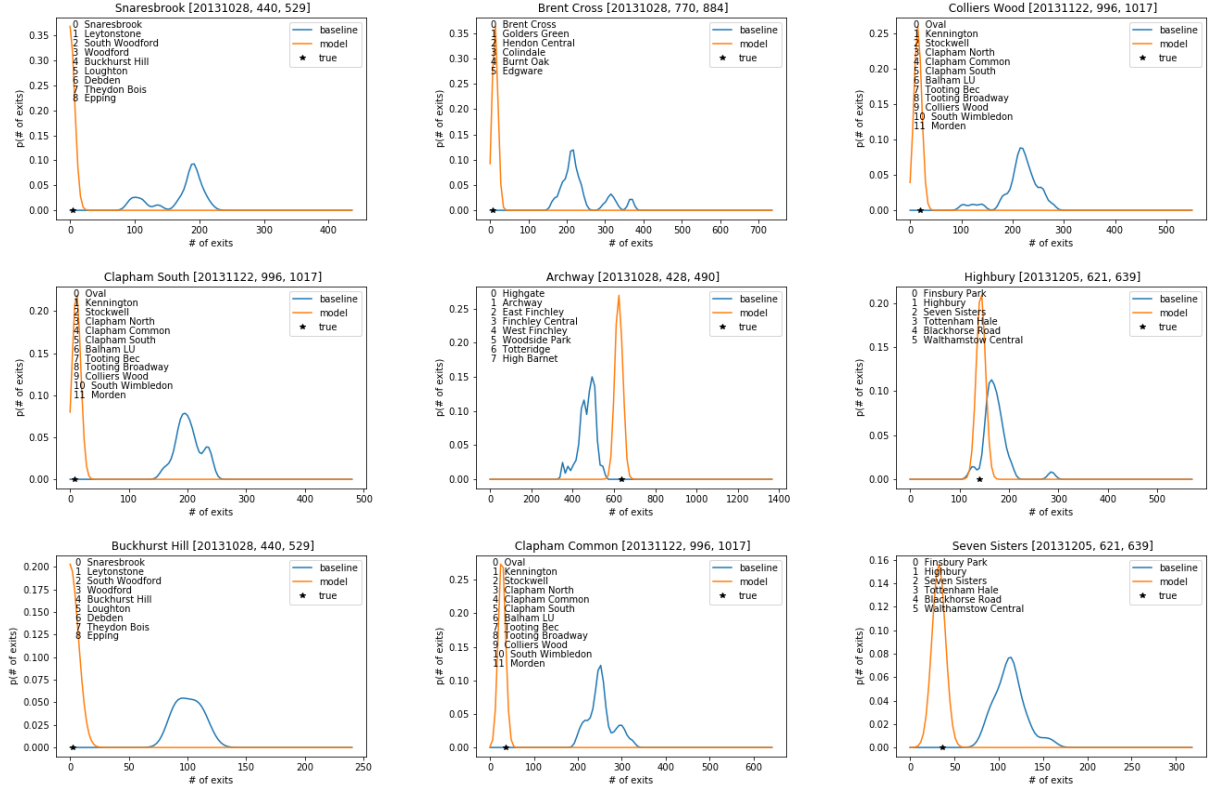 Snaresbrook [20131028, 440, 529]
p(# of exits)
0.35
0.30
0.25
0.20
0.15
0.10
0.05
0.00
0 Snaresbrook
1 Leytonstone
2 South Woodford
3 Woodford
4 Buckhurst Hill
5 Loughton
6 Debden
7 Theydon Bois
8 Epping
baseline
model
true
0 100 200 300 400
# of exits
Brent Cross [20131028, 770, 884]
p(# of exits)
0.35
0.30
0.25
0.20
0.15
0.10
0.05
0.00
0 Brent Cross
1 Golders Green
2 Hendon Central
3 Colindale
4 Burnt Oak
5 Edgware
baseline
model
true
0 100 200 300 400 500 600 700
# of exits
Colliers Wood [20131122, 996, 1017]
p(# of exits)
0.25
0.20
0.15
0.10
0.05
0.00
0 Oval
1 Kennington
2 Stockwell
3 Clapham North
4 Clapham Common
5 Clapham South
6 Balham LU
7 Tooting Bec
8 Tooting Broadway
9 Colliers Wood
10 South Wimbledon
11 Morden
baseline
model
true
0 100 200 300 400 500
# of exits
Clapham South [20131122, 996, 1017]
p(# of exits)
0.20
0.15
0.10
0.05
0.00
0 Oval
1 Kennington
2 Stockwell
3 Clapham North
4 Clapham Common
5 Clapham South
6 Balham LU
7 Tooting Bec
8 Tooting Broadway
9 Colliers Wood
10 South Wimbledon
11 Morden
baseline
model
true
0 100 200 300 400 500
# of exits
Archway [20131028, 428, 490]
p(# of exits)
0.25
0.20
0.15
0.10
0.05
0.00
0 Highgate
1 Archway
2 East Finchley
3 Finchley Central
4 West Finchley
5 Woodside Park
6 Totteridge
7 High Barnet
baseline
model
true
0 200 400 600 800 1000 1200 1400
# of exits
Highbury [20131205, 621, 639]
p(# of exits)
0.20
0.15
0.10
0.05
0.00
0 Finsbury Park
1 Highbury
2 Seven Sisters
3 Tottenham Hale
4 Blackhorse Road
5 Walthamstow Central
baseline
model
true
0 100 200 300 400 500
# of exits
Buckhurst Hill [20131028, 440, 529]
p(# of exits)
0.200
0.175
0.150
0.125
0.100
0.075
0.050
0.025
0.000
0 Snaresbrook
1 Leytonstone
2 South Woodford
3 Woodford
4 Buckhurst Hill
5 Loughton
6 Debden
7 Theydon Bois
8 Epping
baseline
model
true
0 50 100 150 200 250
# of exits
Clapham Common [20131122, 996, 1017]
p(# of exits)
0.25
0.20
0.15
0.10
0.05
0.00
0 Oval
1 Kennington
2 Stockwell
3 Clapham North
4 Clapham Common
5 Clapham South
6 Balham LU
7 Tooting Bec
8 Tooting Broadway
9 Colliers Wood
10 South Wimbledon
11 Morden
baseline
model
true
0 100 200 300 400 500 600
# of exits
Seven Sisters [20131205, 621, 639]
p(# of exits)
0.16
0.14
0.12
0.10
0.08
0.06
0.04
0.02
0.00
0 Finsbury Park
1 Highbury
2 Seven Sisters
3 Tottenham Hale
4 Blackhorse Road
5 Walthamstow Central
baseline
model
true
0 50 100 150 200 250 300
# of exits